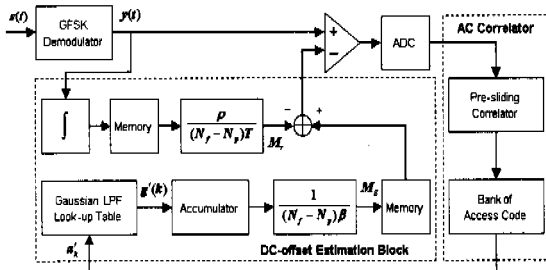 s(t)
GFSK
Demodulator
y(t)
+
−
ADC
AC Correlator
Pre-sliding
Correlator
Bank of
Access Code
∫
Memory
ρ
(N_f − N_p)T
M_r
−
+
Gaussian LPF
Look-up Table
g'(k)
Accumulator
1
(N_f − N_p)β
M_g
Memory
a'_k
DC-offset Estimation Block